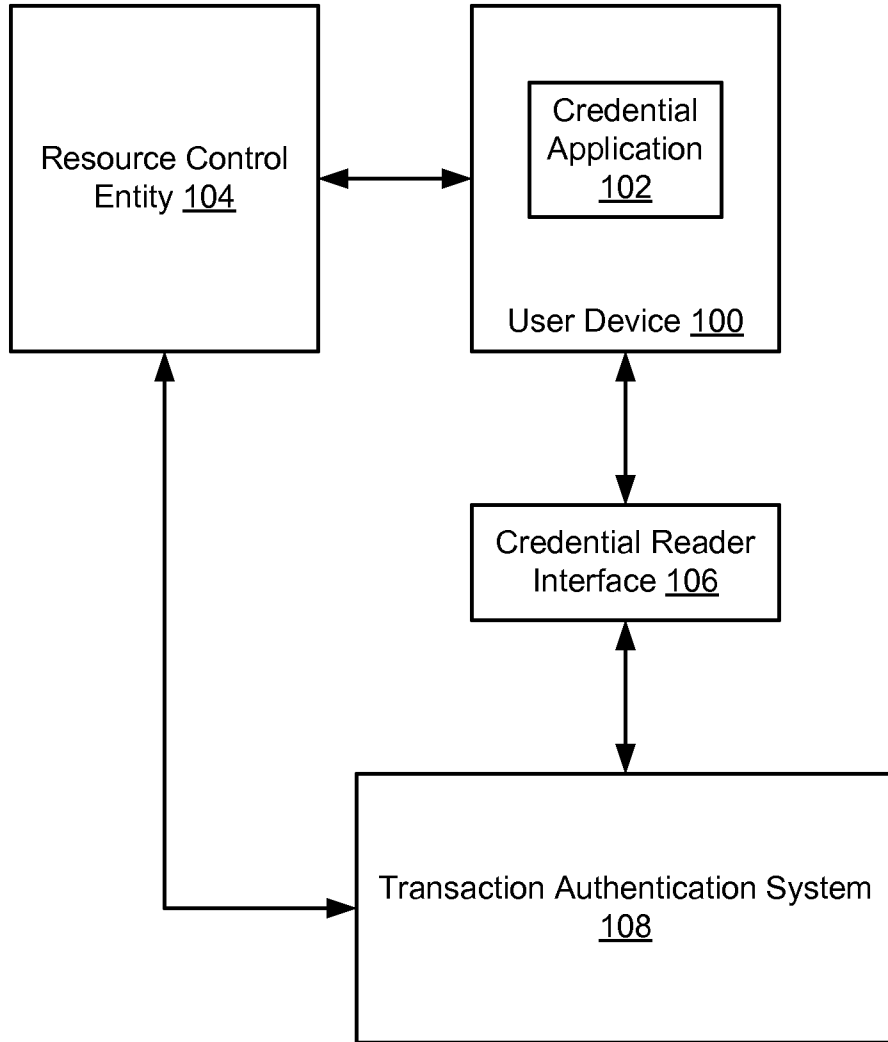 Resource Control
Entity 104
Credential
Application
102
User Device 100
Credential Reader
Interface 106
Transaction Authentication System
108